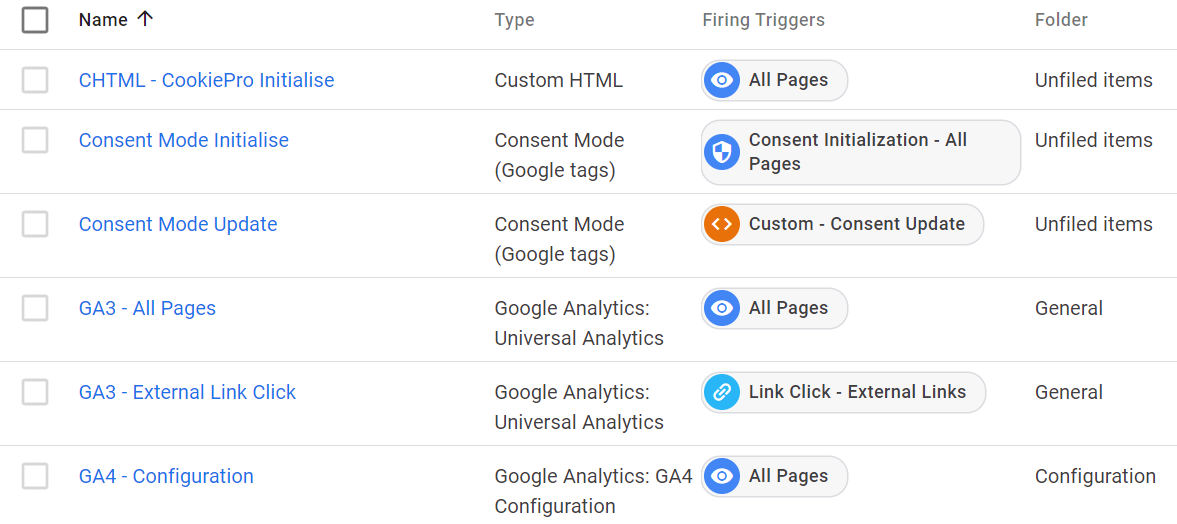 Name Type Firing Triggers Folder
CHTML - CookiePro Initialise Custom HTML All Pages Unfiled items
Consent Mode Initialise Consent Mode Consent Initialization - All Unfiled items
(Google tags) Pages
Consent Mode Update Consent Mode Custom - Consent Update Unfiled items
(Google tags)
GA3 - All Pages Google Analytics: All Pages General
Universal Analytics
GA3 - External Link Click Google Analytics: Link Click - External Links General
Universal Analytics
GA4 - Configuration Google Analytics: GA4 All Pages Configuration
Configuration